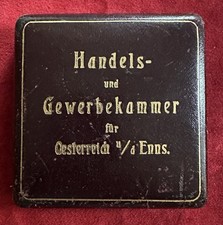 Handels-
und
Gewerbekammer
für
Oesterreich u/d Enns.